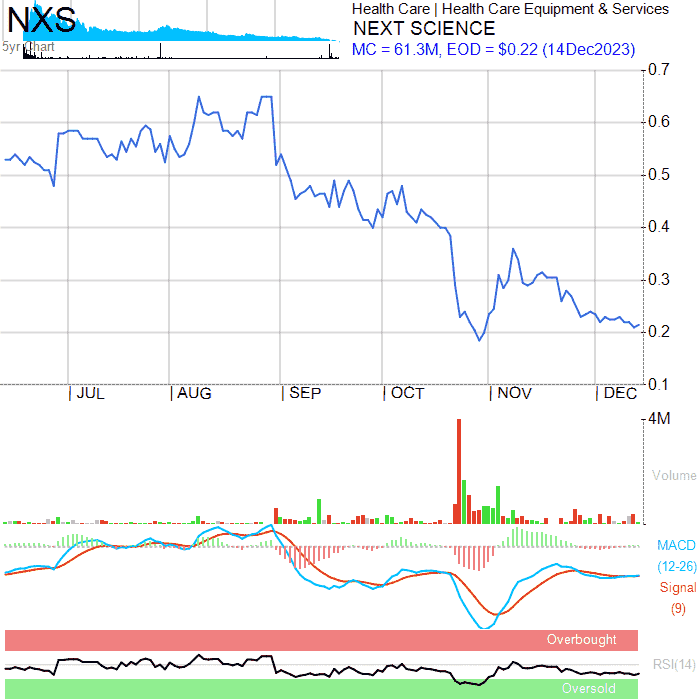 NXS
5yr Chart
Health Care | Health Care Equipment & Services
NEXT SCIENCE
MC = 61.3M, EOD = $0.22 (14Dec2023)
0.7
0.6
0.5
0.4
0.3
0.2
0.1
| JUL | AUG | SEP | OCT | NOV | DEC
4M
Volume
MACD
(12-26)
Signal
(9)
Overbought
RSI(14)
Oversold